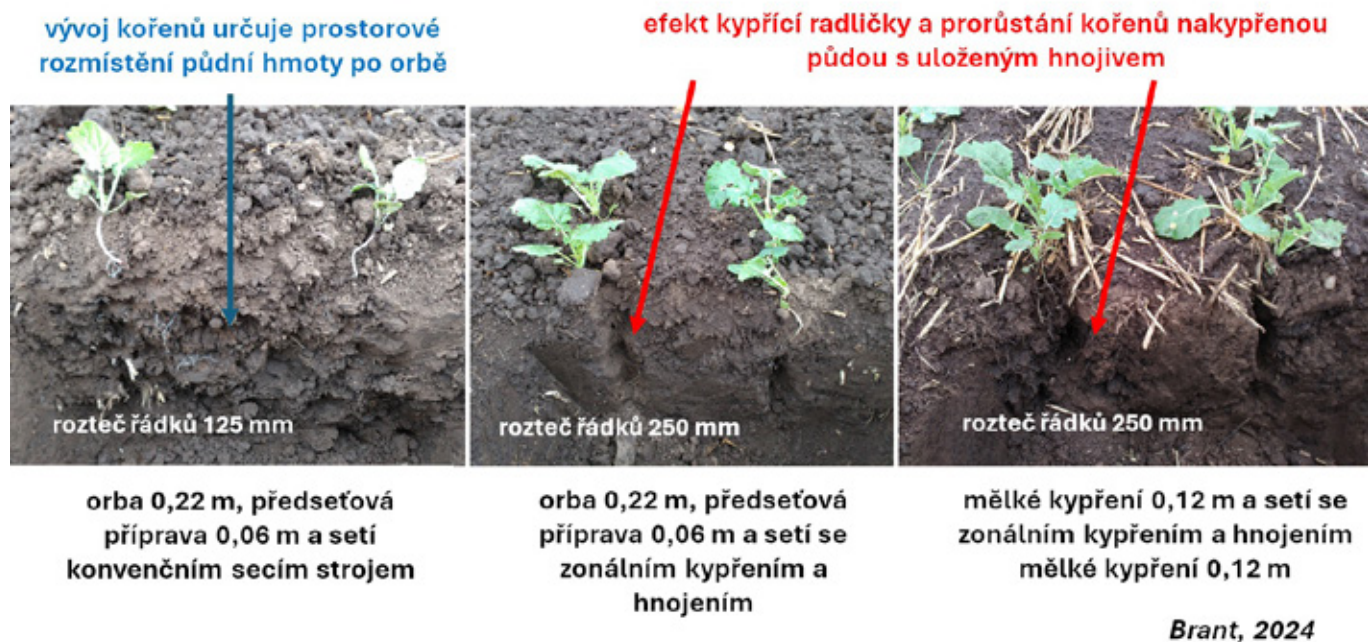 vývoj kořenů určuje prostorové
rozmístění půdní hmoty po orbě
efekt kypřící radličky a prorůstání kořenů nakypřenou
půdou s uloženým hnojivem
rozteč řádků 125 mm
rozteč řádků 250 mm
rozteč řádků 250 mm
orba 0,22 m, předseťová
příprava 0,06 m a setí
konvenčním secím strojem
orba 0,22 m, předseťová
příprava 0,06 m a setí se
zonálním kypřením a
hnojením
mělké kypření 0,12 m a setí se
zonálním kypřením a hnojením
mělké kypření 0,12 m
Brant, 2024